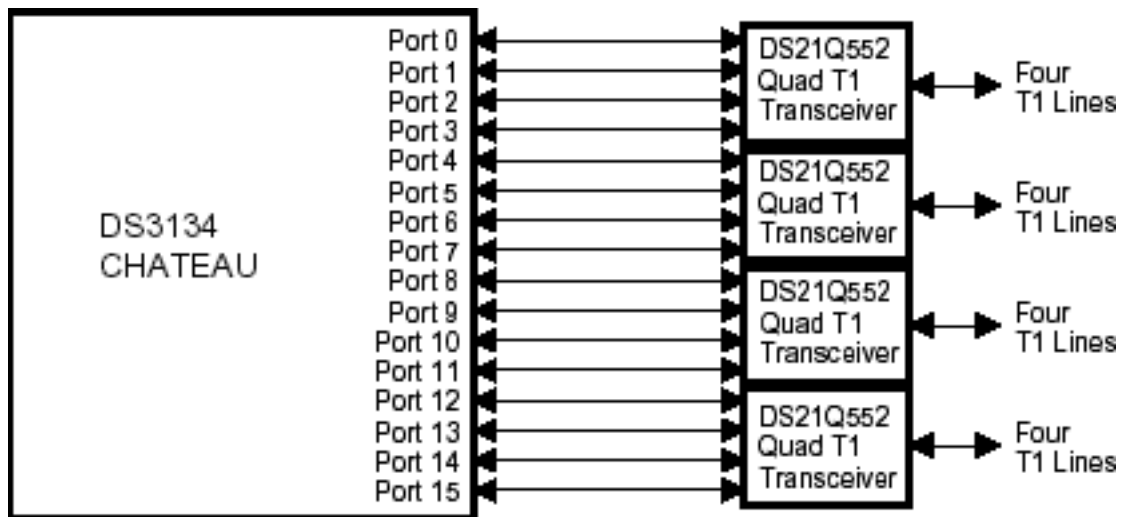 DS3134
CHATEAU
Port 0
Port 1
Port 2
Port 3
Port 4
Port 5
Port 6
Port 7
Port 8
Port 9
Port 10
Port 11
Port 12
Port 13
Port 14
Port 15
DS21Q552
Quad T1
Transceiver
Four
T1 Lines
DS21Q552
Quad T1
Transceiver
Four
T1 Lines
DS21Q552
Quad T1
Transceiver
Four
T1 Lines
DS21Q552
Quad T1
Transceiver
Four
T1 Lines